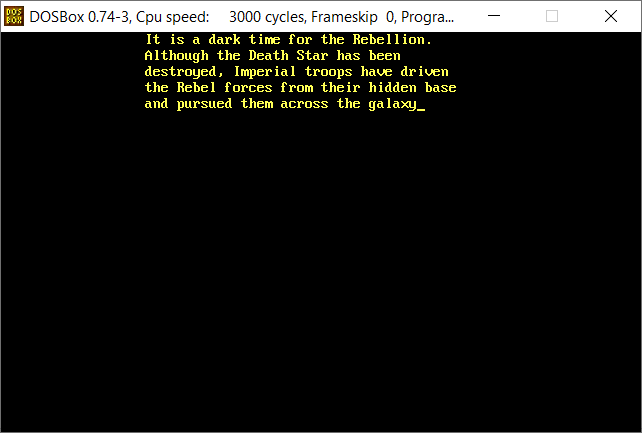 DOS BOX
DOSBox 0.74-3, Cpu speed: 3000 cycles, Frameskip 0, Progra...
It is a dark time for the Rebellion.
Although the Death Star has been
destroyed, Imperial troops have driven
the Rebel forces from their hidden base
and pursued them across the galaxy_